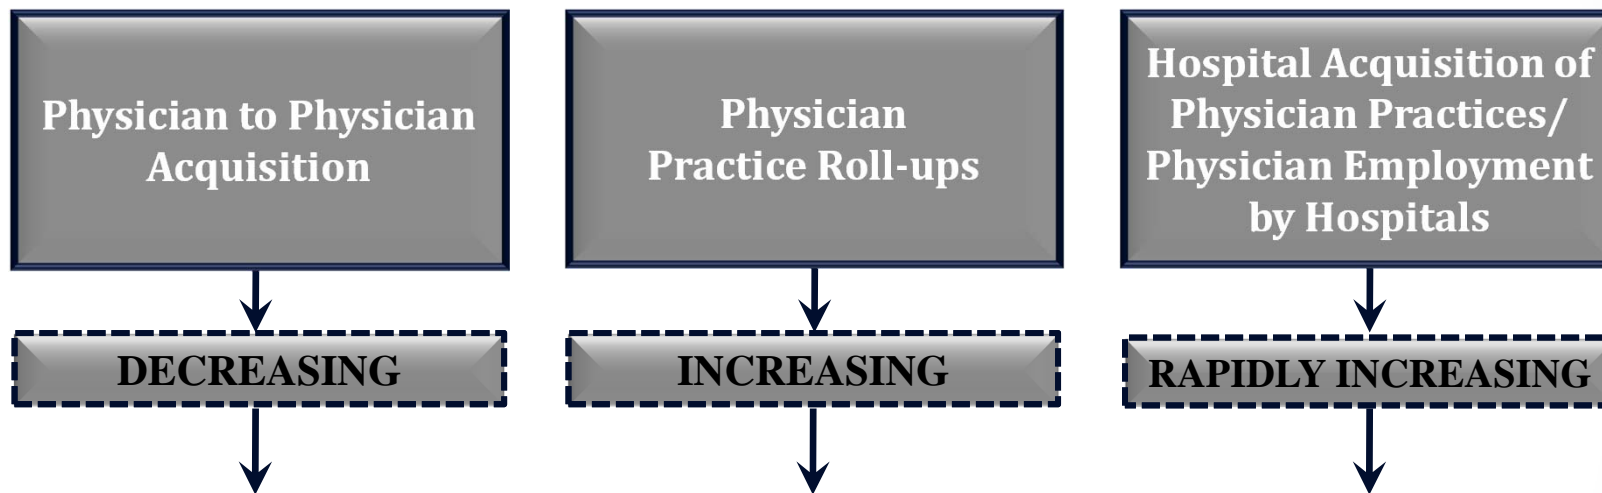 Physician to Physician
Acquisition
Physician
Practice Roll-ups
Hospital Acquisition of
Physician Practices/
Physician Employment
by Hospitals
DECREASING
INCREASING
RAPIDLY INCREASING